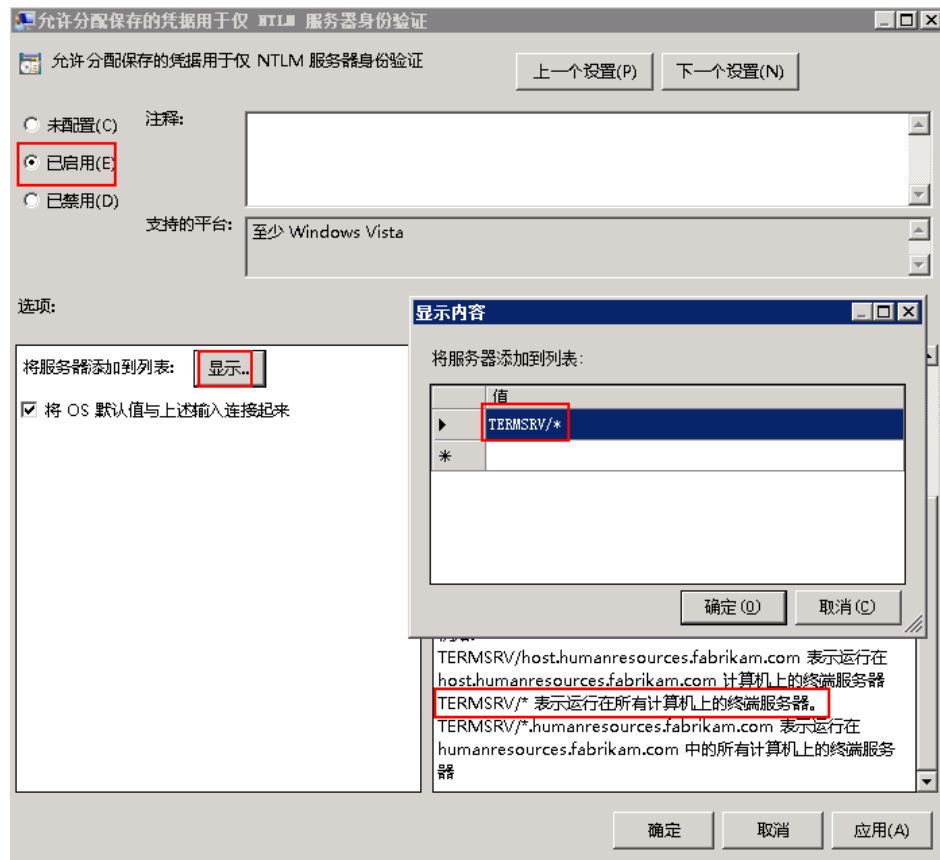 允许分配保存的凭据用于仅 NTLM 服务器身份验证
允许分配保存的凭据用于仅 NTLM 服务器身份验证
上一个设置(P)
下一个设置(N)
未配置(C)
注释:
已启用(E)
已禁用(D)
支持的平台:
至少 Windows Vista
选项:
将服务器添加到列表:
显示...
将 OS 默认值与上述输入连接起来
显示内容
将服务器添加到列表:
值
TERMSRV/*
确定(O)
取消(C)
TERMSRV/host.humanresources.fabrikam.com 表示运行在
host.humanresources.fabrikam.com 计算机上的终端服务器
TERMSRV/* 表示运行在所有计算机上的终端服务器。
TERMSRV/*.humanresources.fabrikam.com 表示运行在
humanresources.fabrikam.com 中的所有计算机上的终端服务
器
确定
取消
应用(A)